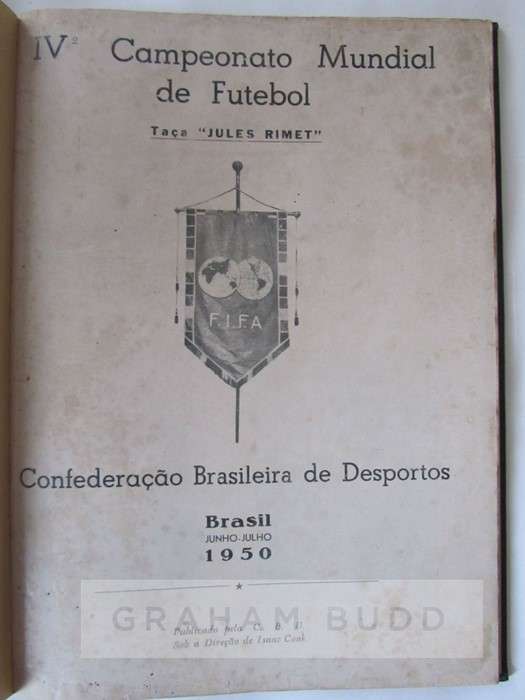 IVº Campeonato Mundial
de Futebol
Taça "JULES RIMET"
F.I.F.A
Confederação Brasileira de Desportos
Brasil
JUNHO-JULHO
1950
GRAHAM BUDD
Publicado pela C. B. D.
Sob a Direção de Isaac Cook